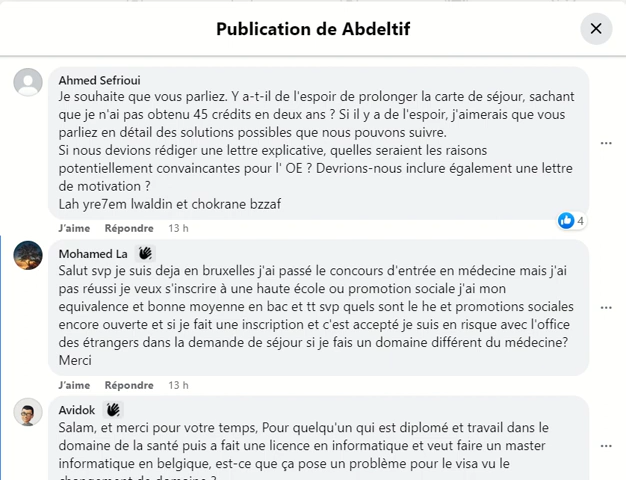 Publication de Abdeltif
Ahmed Sefrioui
Je souhaite que vous parliez. Y a-t-il de l'espoir de prolonger la carte de séjour, sachant
que je n'ai pas obtenu 45 crédits en deux ans ? Si il y a de l'espoir, j'aimerais que vous
parliez en détail des solutions possibles que nous pouvons suivre.
Si nous devions rédiger une lettre explicative, quelles seraient les raisons
potentiellement convaincantes pour l' OE ? Devrions-nous inclure également une lettre
de motivation ?
Lah yre7em lwaldin et chokrane bzzaf
4
J'aime Répondre 13 h
Mohamed La
Salut svp je suis deja en bruxelles j'ai passé le concours d'entrée en médecine mais j'ai
pas réussi je veux s'inscrire à une haute école ou promotion sociale j'ai mon
equivalence et bonne moyenne en bac et tt svp quels sont le he et promotions sociales
encore ouverte et si je fait une inscription et c'est accepté je suis en risque avec l'office
des étrangers dans la demande de séjour si je fais un domaine différent du médecine?
Merci
J'aime Répondre 13 h
Avidok
Salam, et merci pour votre temps, Pour quelqu'un qui est diplomé et travail dans le
domaine de la santé puis a fait une licence en informatique et veut faire un master
informatique en belgique, est-ce que ça pose un problème pour le visa vu le
changement de domaine ?